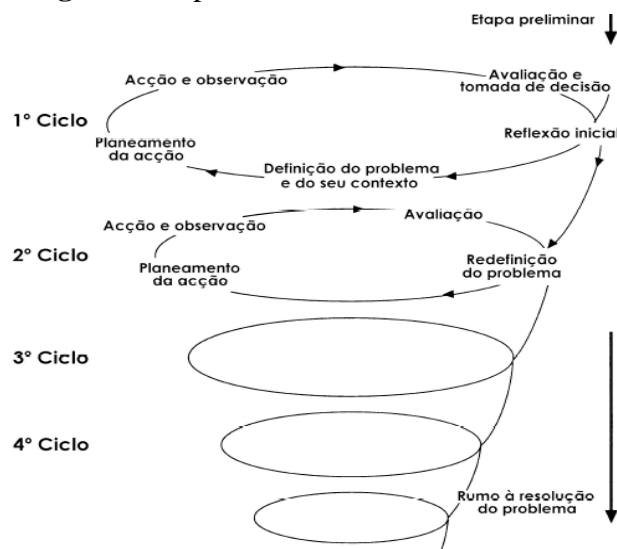 Etapa preliminar
Acção e observação
Avaliação e
tomada de decisão
1º Ciclo
Reflexão inicial
Planeamento
da acção
Definição do problema
e do seu contexto
Acção e observação
Avaliação
2º Ciclo
Planeamento
da acção
Redefinição
do problema
3º Ciclo
4º Ciclo
Rumo à resolução
do problema